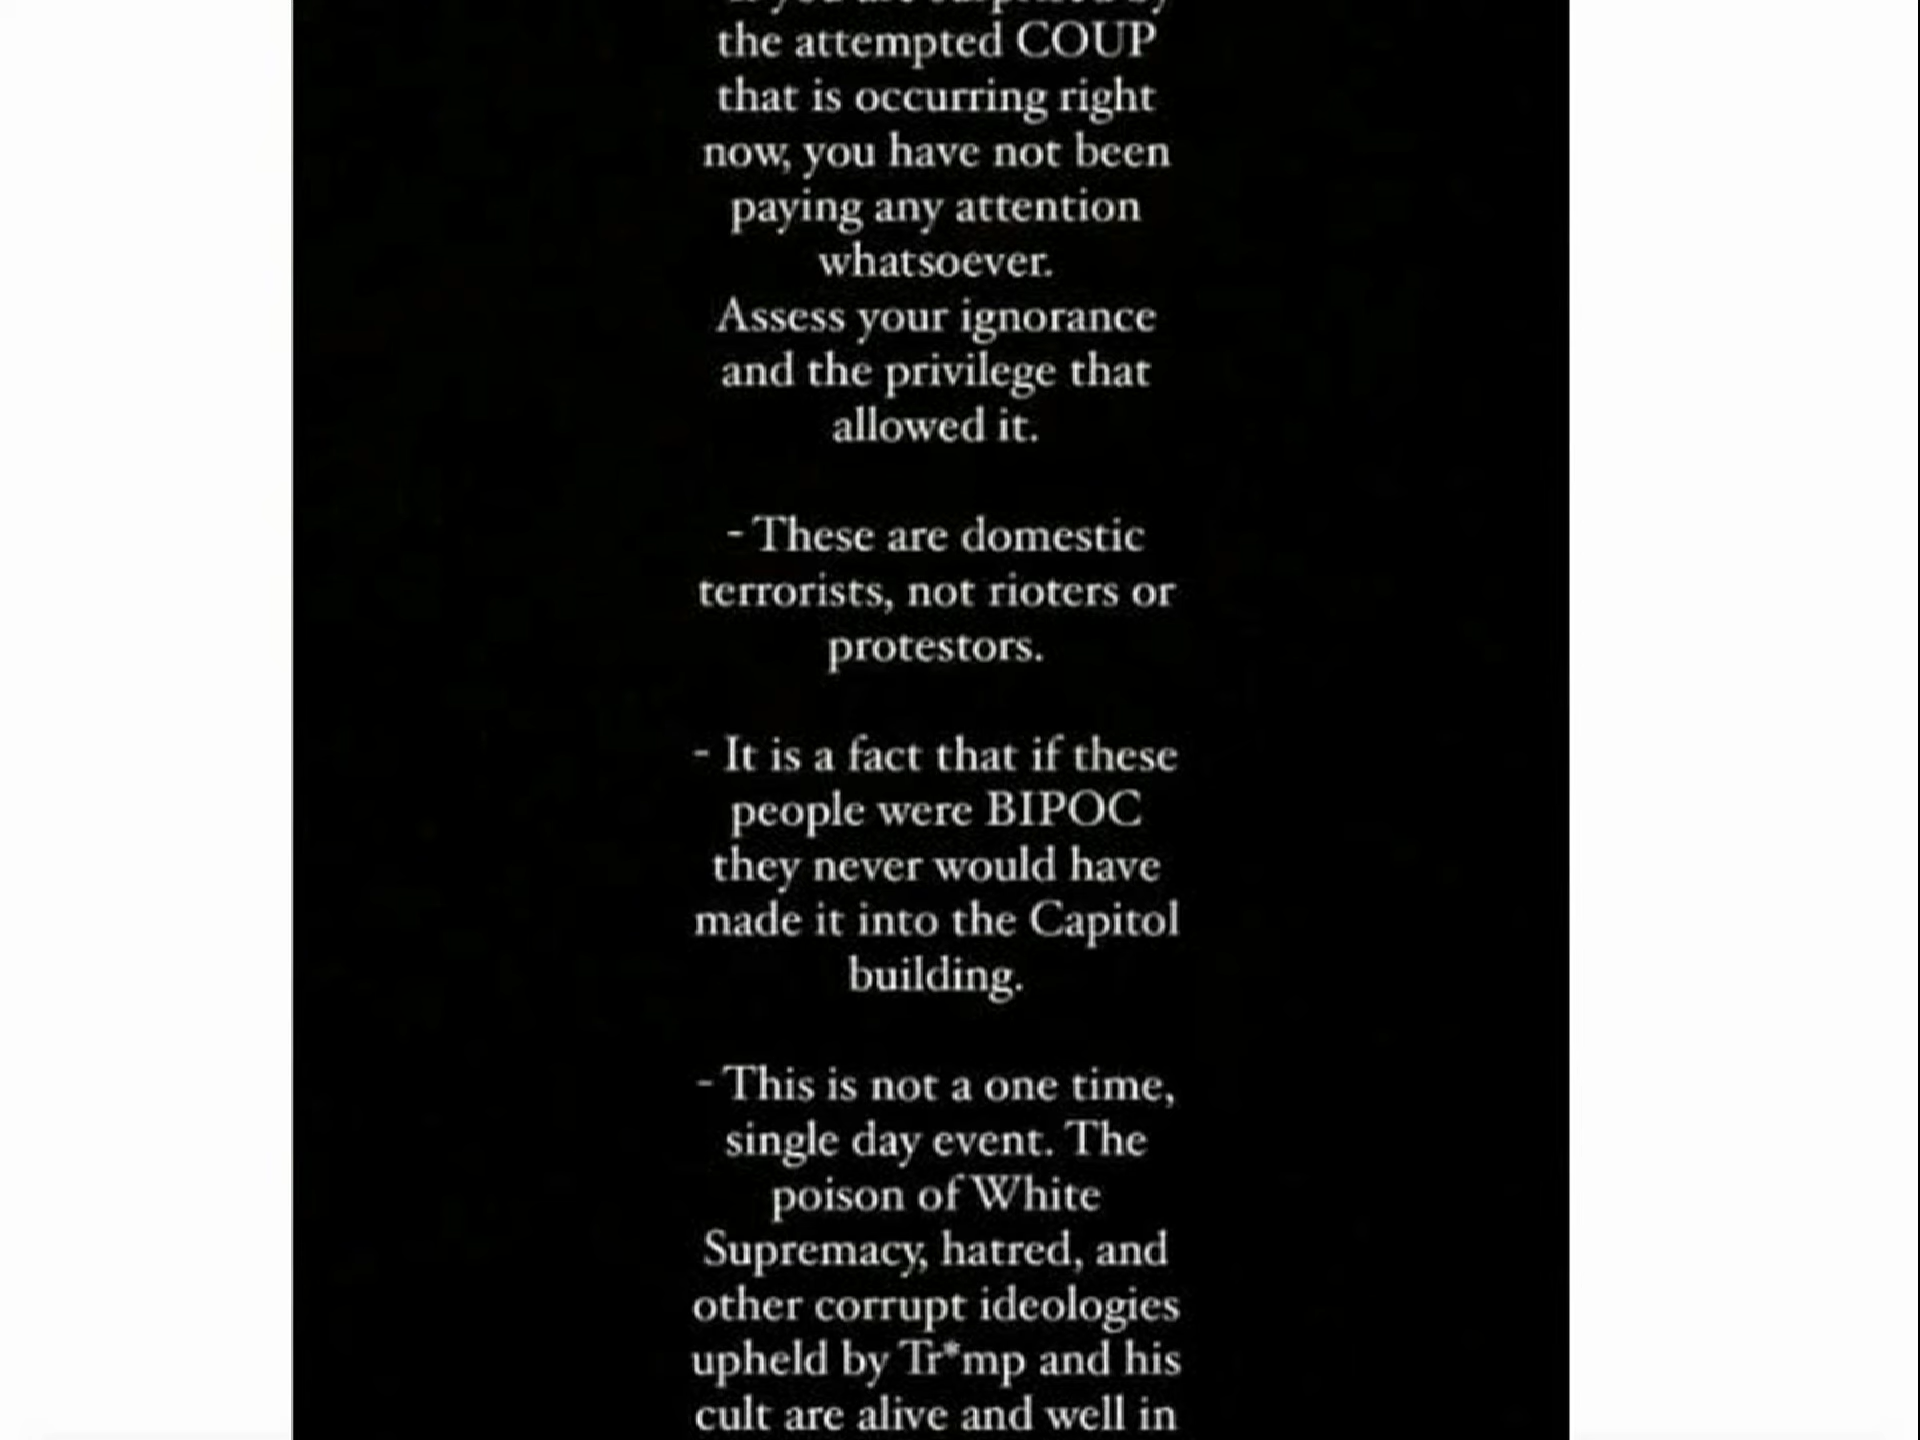 the attempted COUP
that is occurring right
now, you have not been
paying any attention
whatsoever.
Assess your ignorance
and the privilege that
allowed it.
- These are domestic
terrorists, not rioters or
protestors.
- It is a fact that if these
people were BIPOC
they never would have
made it into the Capitol
building.
- This is not a one time,
single day event. The
poison of White
Supremacy, hatred, and
other corrupt ideologies
upheld by Tr*mp and his
cult are alive and well in